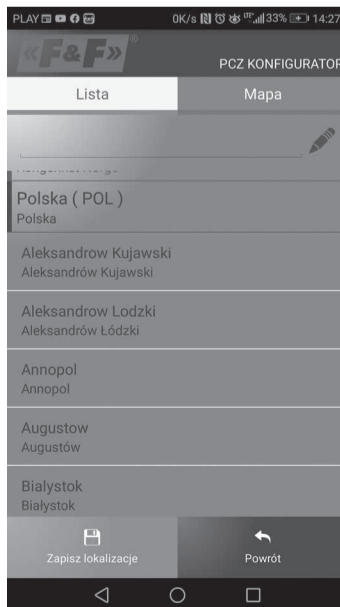 PLAY 0K/s 33% 14:27
«F&F»®
PCZ KONFIGURATOR
Lista Mapa
Polska ( POL )
Polska
Aleksandrow Kujawski
Aleksandrów Kujawski
Aleksandrow Lodzki
Aleksandrów Łódzki
Annopol
Annopol
Augustow
Augustów
Bialystok
Białystok
Zapisz lokalizacje Powrót